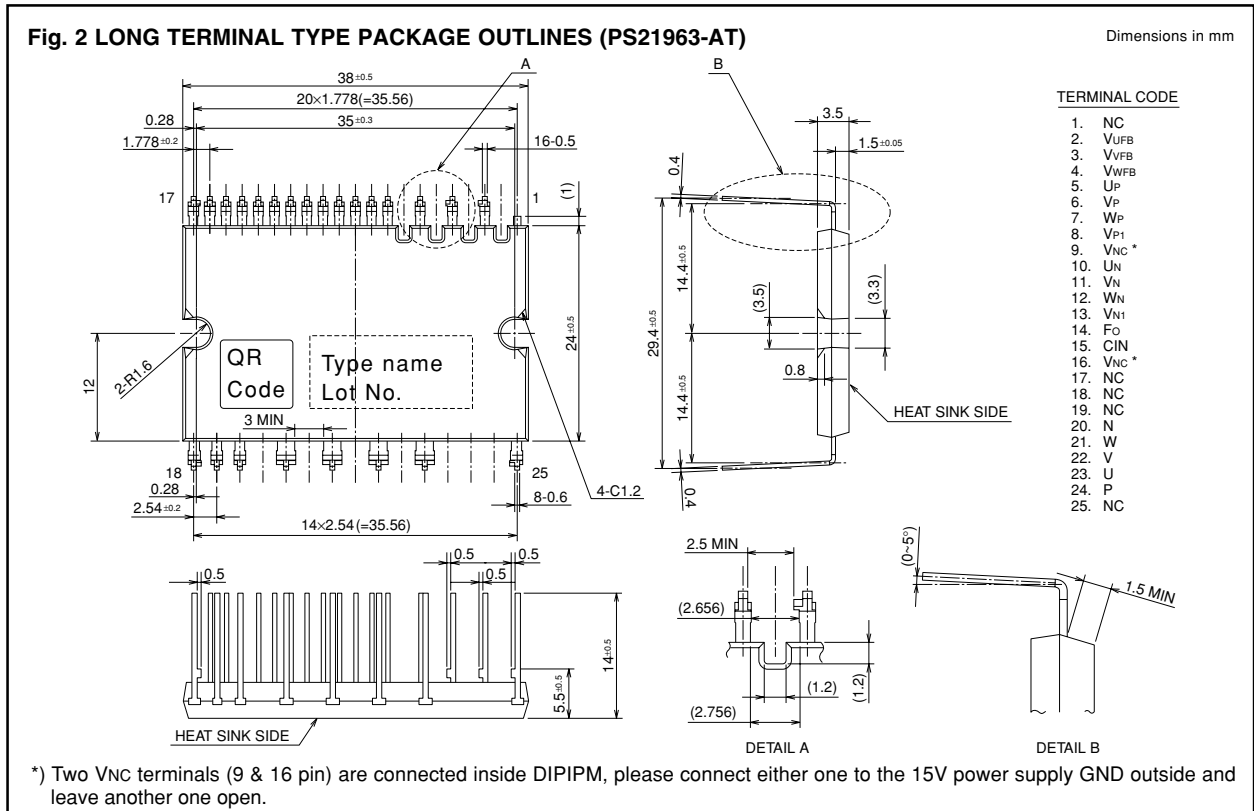 Fig. 2 LONG TERMINAL TYPE PACKAGE OUTLINES (PS21963-AT)
Dimensions in mm
A
B
38±0.5
20×1.778(=35.56)
0.28
35±0.3
1.778±0.2
16-0.5
17
1
(1)
2-R1.6
12
24±0.5
QR
Code
Type name
Lot No.
3 MIN
18
25
0.28
2.54±0.2
14×2.54(=35.56)
8-0.6
4-C1.2
3.5
1.5±0.05
0.4
14.4±0.5
29.4±0.5
14.4±0.5
(3.5)
(3.3)
0.8
HEAT SINK SIDE
0.4
TERMINAL CODE
1. NC
2. VUFB
3. VVFB
4. VWFB
5. UP
6. VP
7. WP
8. VP1
9. VNC *
10. UN
11. VN
12. WN
13. VN1
14. FO
15. CIN
16. VNC *
17. NC
18. NC
19. NC
20. N
21. W
22. V
23. U
24. P
25. NC
0.5
0.5
0.5
0.5
14±0.5
5.5±0.5
HEAT SINK SIDE
2.5 MIN
(2.656)
(1.2)
(1.2)
(2.756)
DETAIL A
(0~5°)
1.5 MIN
DETAIL B
*) Two VNC terminals (9 & 16 pin) are connected inside DIPIPM, please connect either one to the 15V power supply GND outside and
leave another one open.